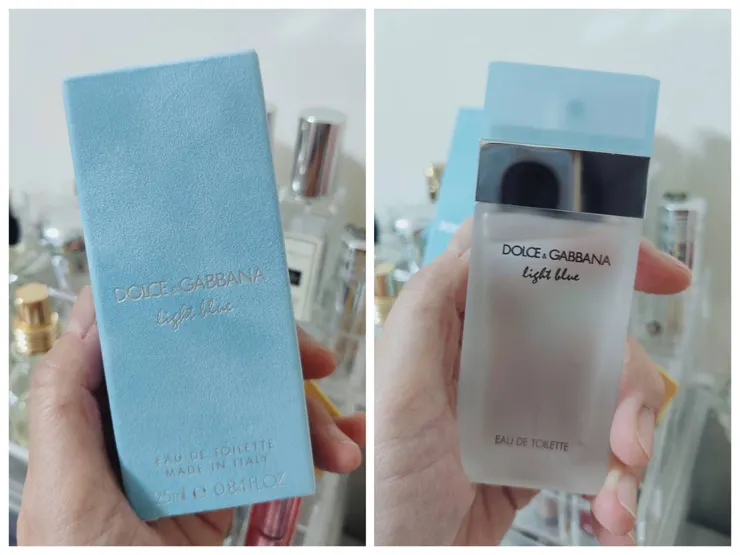 DOLCE & GABBANA
light blue
EAU DE TOILETTE
MADE IN ITALY
25ml e 0.84 FL.OZ.
DOLCE & GABBANA
light blue
EAU DE TOILETTE